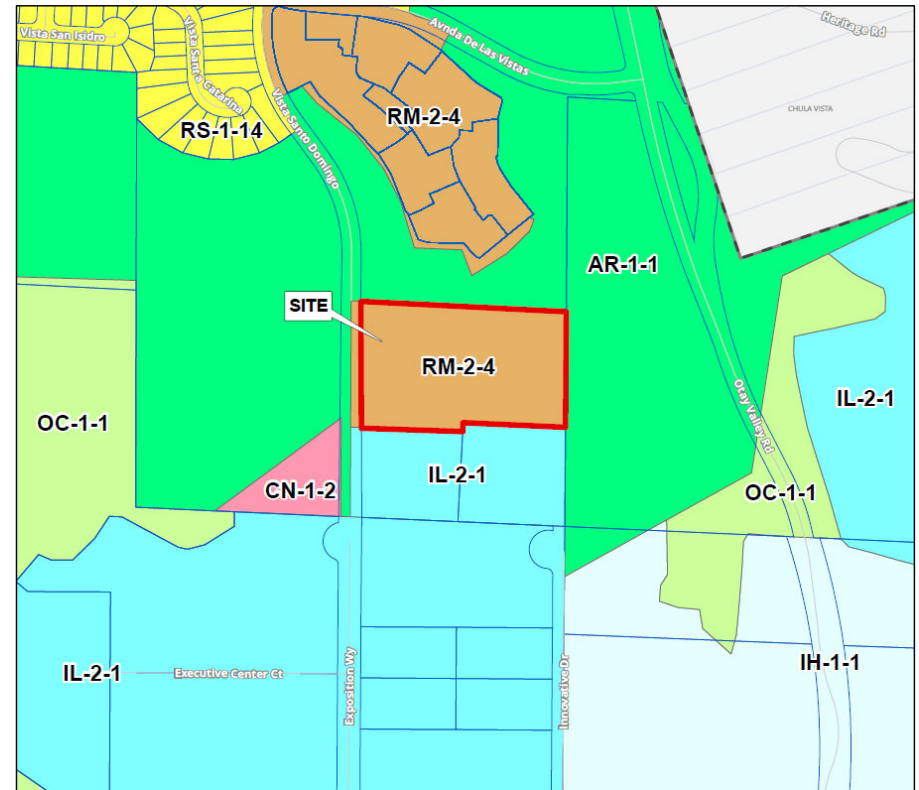 Vista San Isidro
Vista Santa Catarina
Avnda De Las Vistas
Heritage Rd
CHULA VISTA
RM-2-4
RS-1-14
Vista Santo Domingo
AR-1-1
SITE
RM-2-4
IL-2-1
OC-1-1
Otay Valley Rd
IL-2-1
CN-1-2
OC-1-1
IH-1-1
IL-2-1
Executive Center Ct
Exposition Wy
Innovative Dr